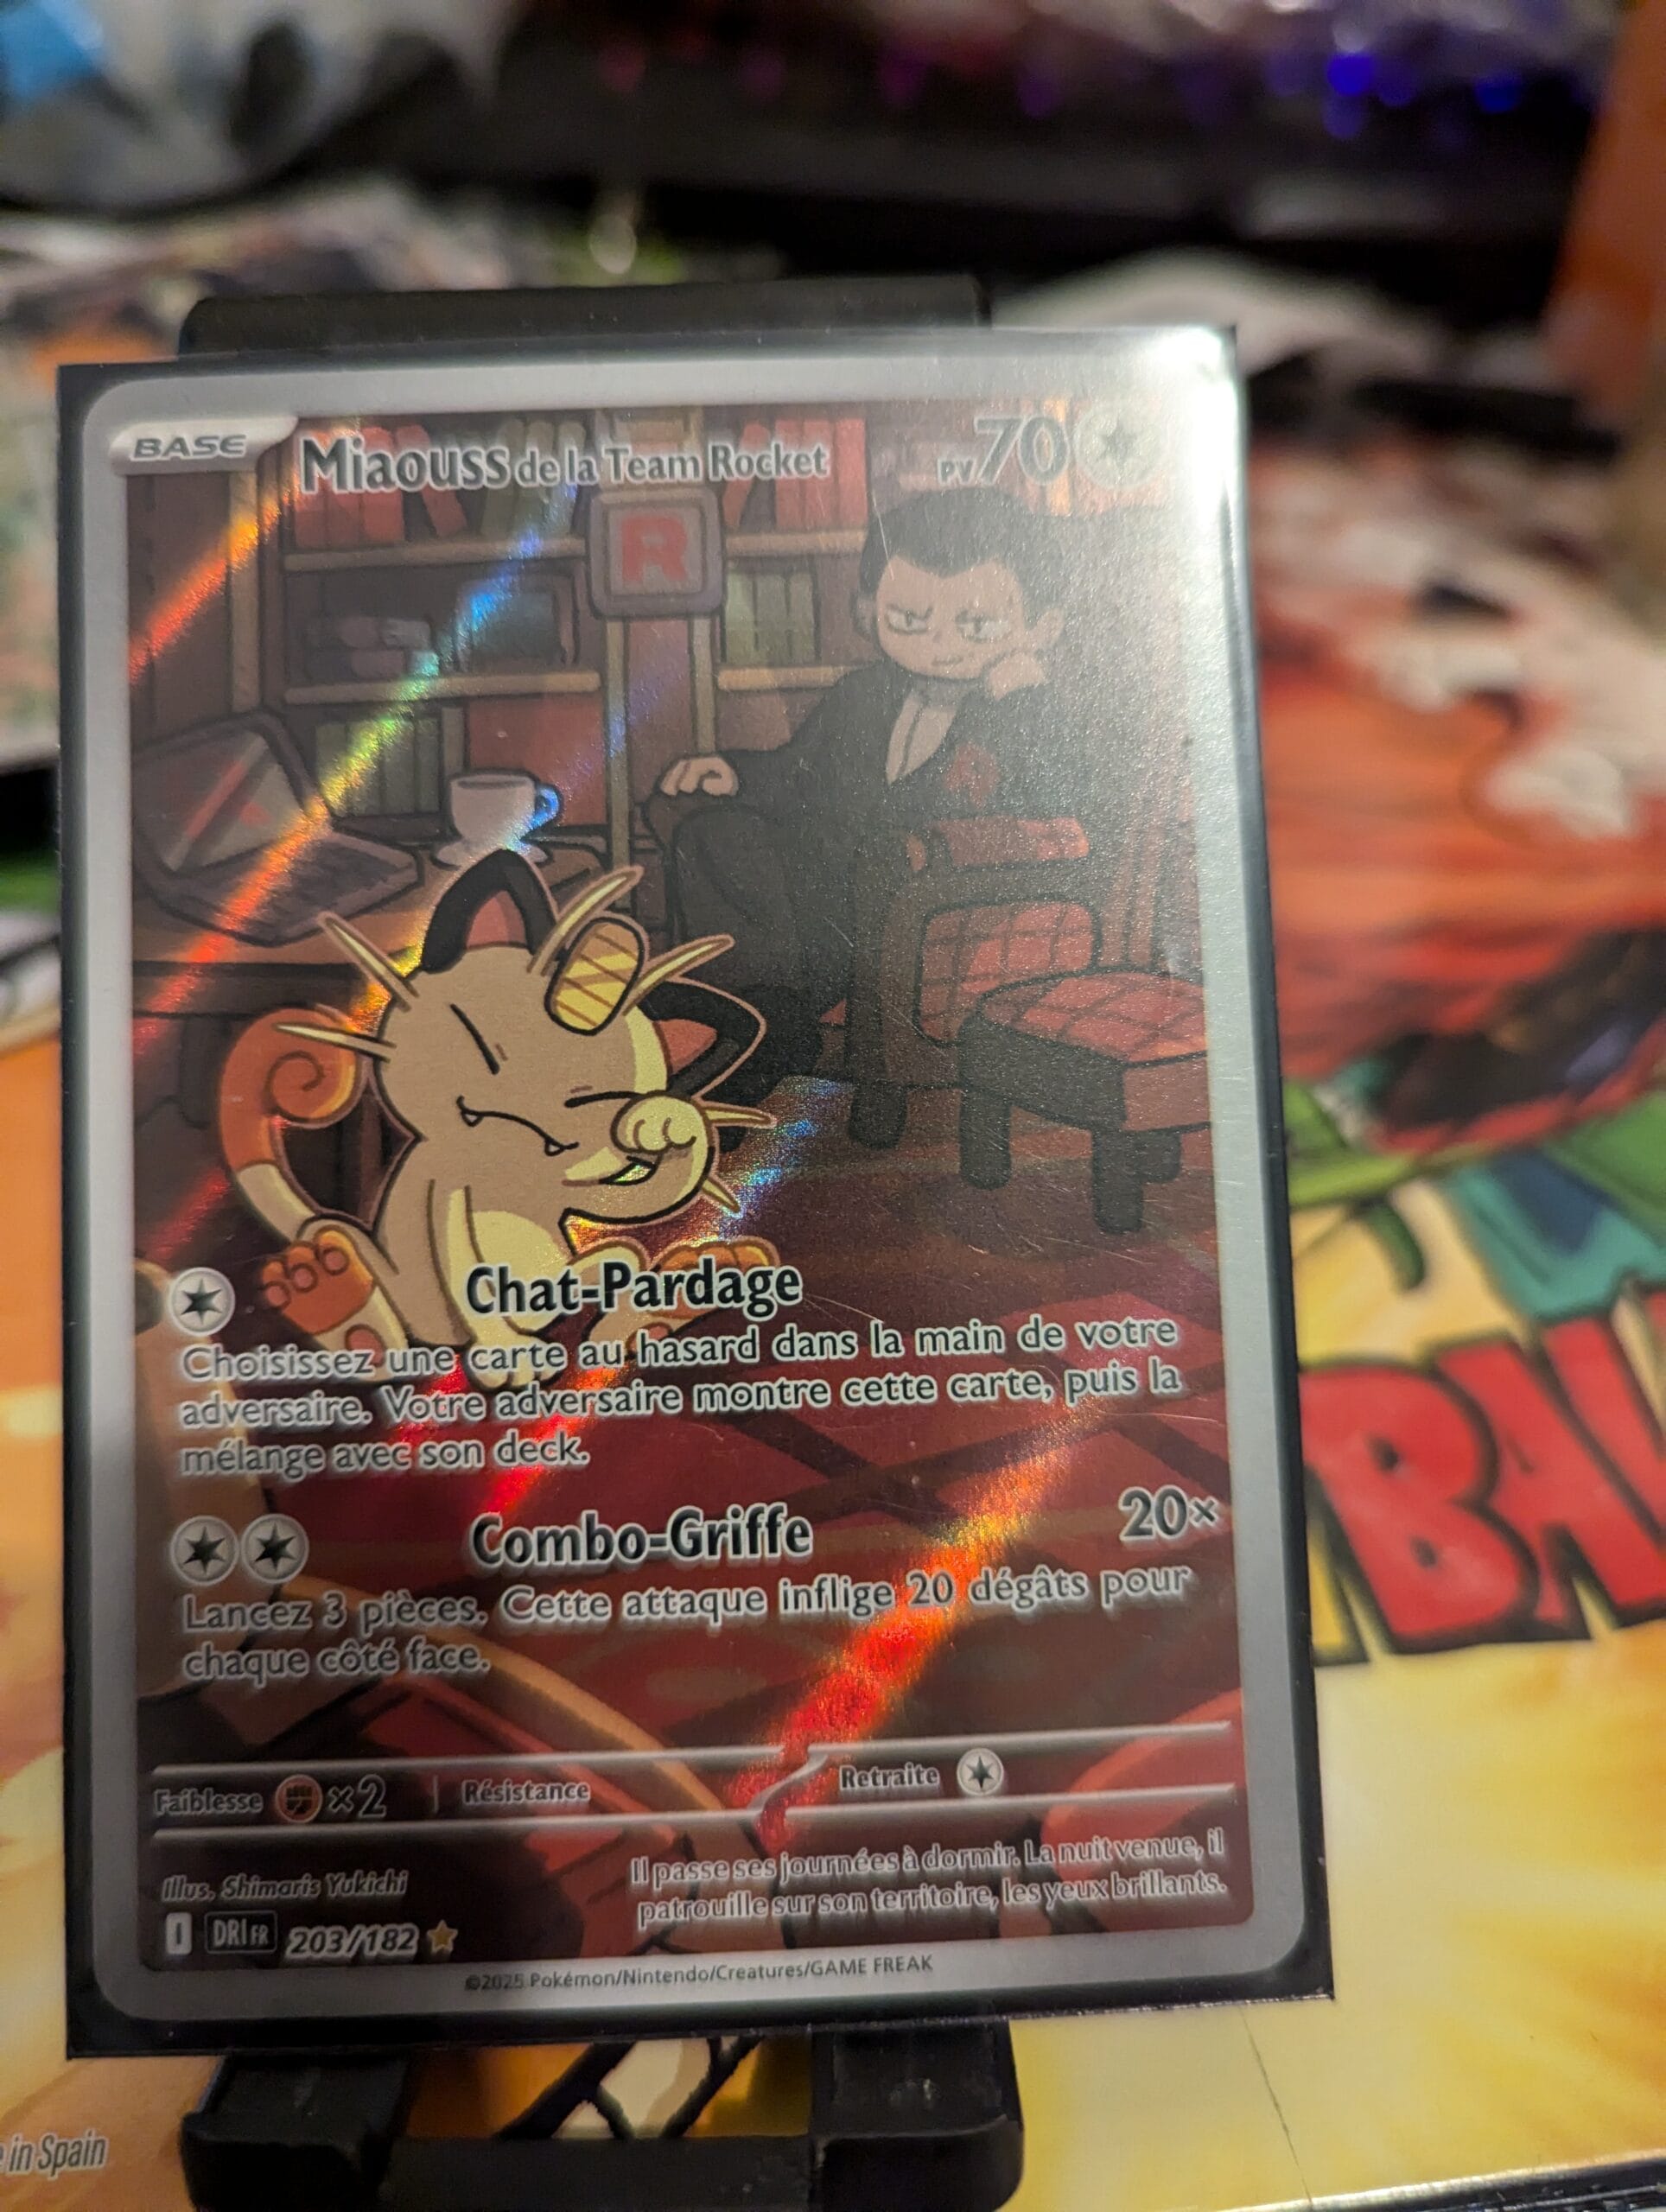 BASE
Miaouss de la Team Rocket
PV 70
R
R
Chat-Pardage
Choisissez une carte au hasard dans la main de votre
adversaire. Votre adversaire montre cette carte, puis la
mélange avec son deck.
Combo-Griffe 20×
Lancez 3 pièces. Cette attaque inflige 20 dégâts pour
chaque côté face.
Faiblesse ×2 Résistance Retraite
Illus. Shimaris Yukichi
Il passe ses journées à dormir. La nuit venue, il
patrouille sur son territoire, les yeux brillants.
I DRI FR 203/182
©2025 Pokémon/Nintendo/Creatures/GAME FREAK
BAL
in Spain